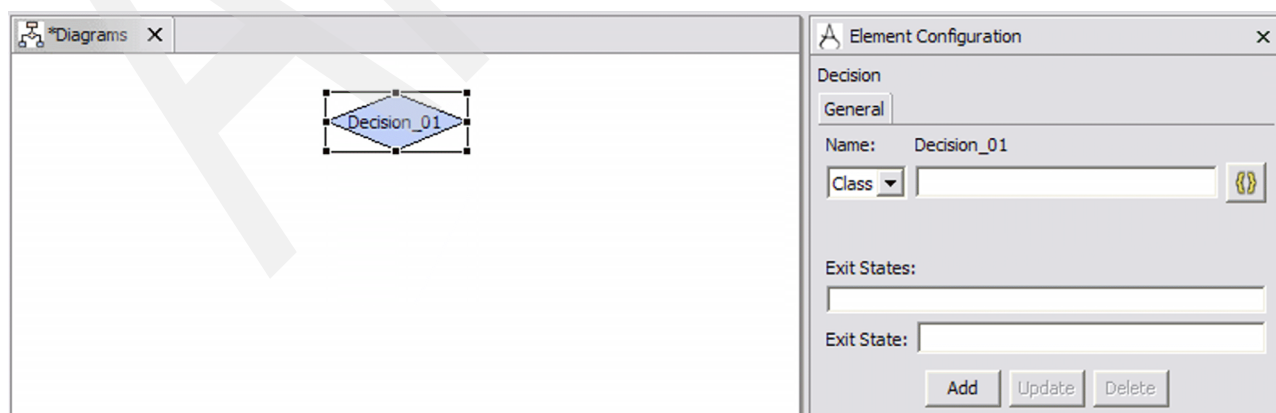 *Diagrams X
Decision_01
Element Configuration
Decision
General
Name: Decision_01
Class
Exit States:
Exit State:
Add Update Delete